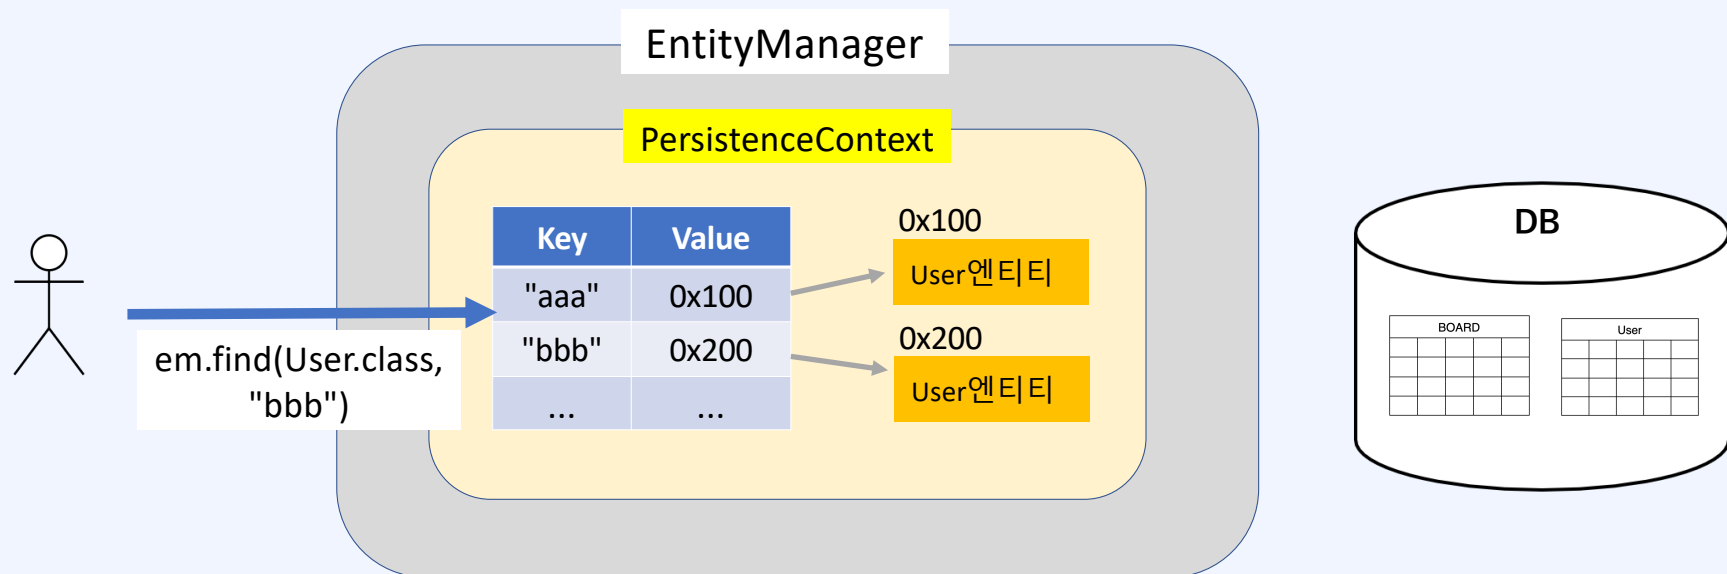 EntityManager
PersistenceContext
Key Value
"aaa" 0x100
"bbb" 0x200
... ...
0x100
User엔티티
0x200
User엔티티
em.find(User.class,
"bbb")
DB
BOARD
User